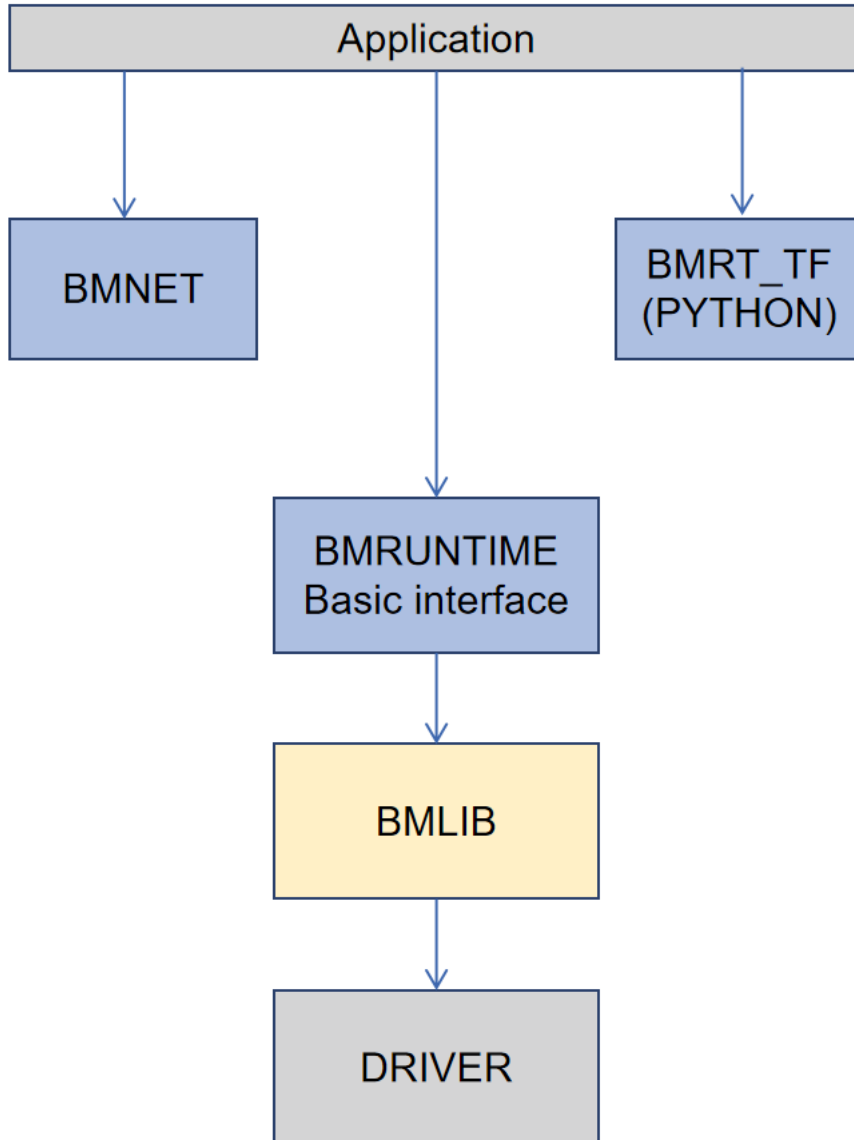 Application
BMNET
BMRT_TF
(PYTHON)
BMRUNTIME
Basic interface
BMLIB
DRIVER